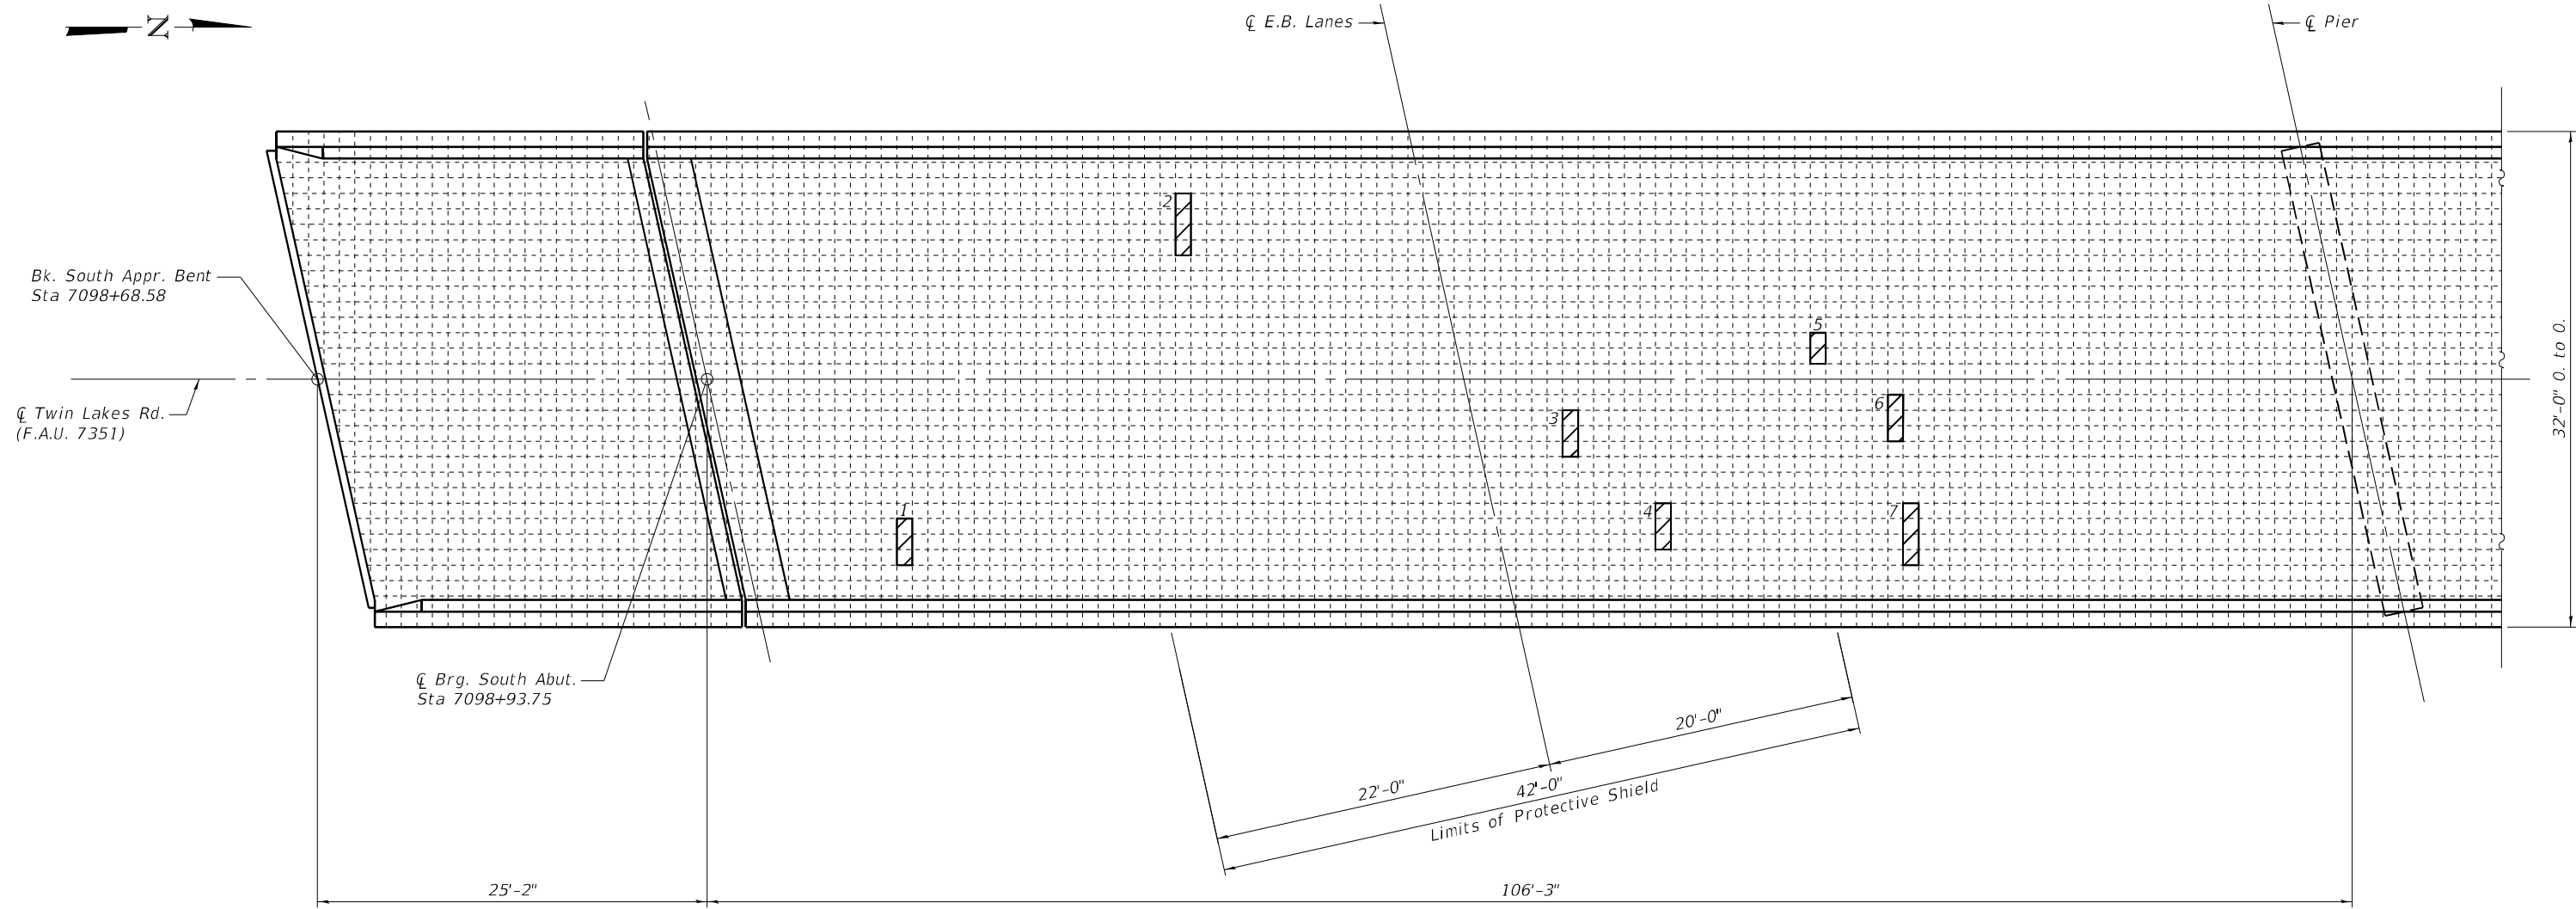 N
℄ E.B. Lanes
℄ Pier
2
Bk. South Appr. Bent
Sta 7098+68.58
5
32'-0" O. to O.
℄ Twin Lakes Rd.
(F.A.U. 7351)
3
6
1
4
7
℄ Brg. South Abut.
Sta 7098+93.75
20'-0"
22'-0"
42'-0"
Limits of Protective Shield
25'-2"
106'-3"